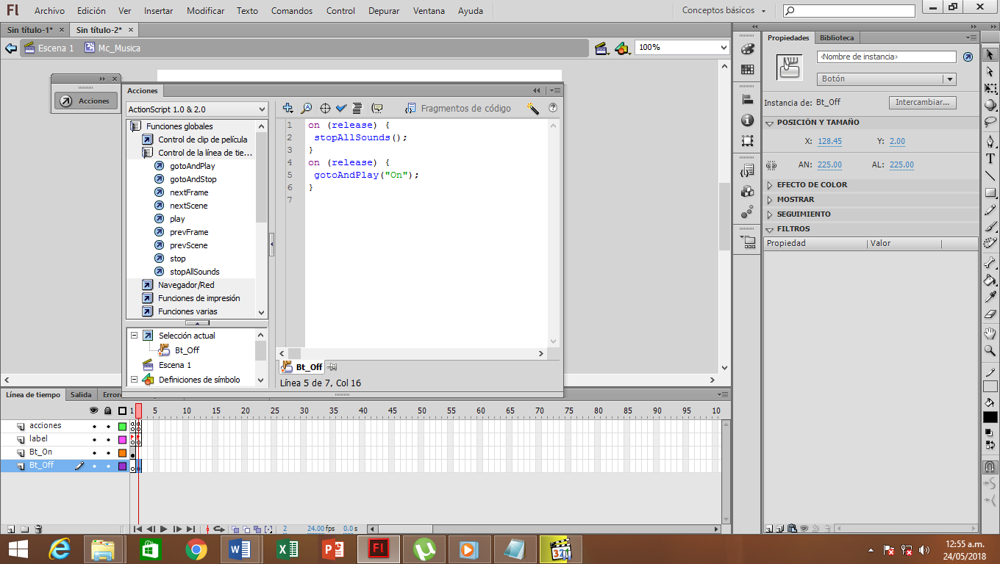 Fl Archivo Edición Ver Insertar Modificar Texto Comandos Control Depurar Ventana Ayuda Conceptos básicos
Sin título-1* × Sin título-2* ×
Escena 1 Mc_Musica 100%
Acciones
Acciones
ActionScript 1.0 & 2.0
Fragmentos de código
Funciones globales
Control de clip de película
Control de la línea de tie...
gotoAndPlay
gotoAndStop
nextFrame
nextScene
play
prevFrame
prevScene
stop
stopAllSounds
Navegador/Red
Funciones de impresión
Funciones varias
Selección actual
Bt_Off
Escena 1
Definiciones de símbolo
1 on (release) {
2 stopAllSounds();
3 }
4 on (release) {
5 gotoAndPlay("On");
6 }
7
Bt_Off
Línea 5 de 7, Col 16
Propiedades Biblioteca
<Nombre de instancia>
Botón
Instancia de: Bt_Off Intercambiar...
POSICIÓN Y TAMAÑO
X: 128.45 Y: 2.00
AN: 225.00 AL: 225.00
EFECTO DE COLOR
MOSTRAR
SEGUIMIENTO
FILTROS
Propiedad Valor
Línea de tiempo Salida Errore
1 5 10 15 20 25 30 35 40 45 50 55 60 65 70 75 80 85 90 95 10
acciones
label
Bt_On
Bt_Off
2 24.00 fps 0.0 s
Fl
321
12:55 a.m.
24/05/2018